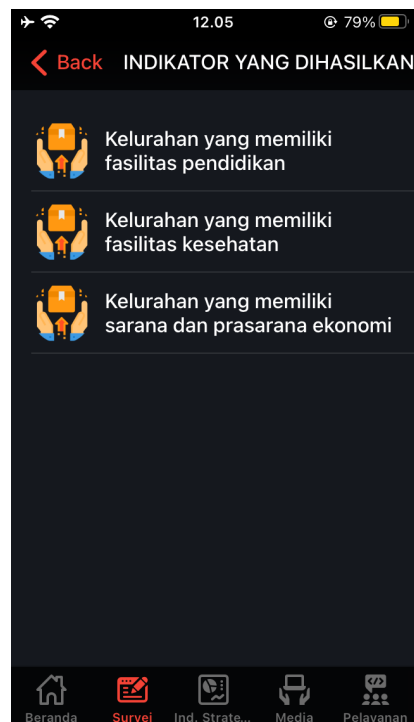 12.05
79%
Back
INDIKATOR YANG DIHASILKAN
Kelurahan yang memiliki
fasilitas pendidikan
Kelurahan yang memiliki
fasilitas kesehatan
Kelurahan yang memiliki
sarana dan prasarana ekonomi
Beranda
Survei
Ind. Strate...
Media
Pelayanan